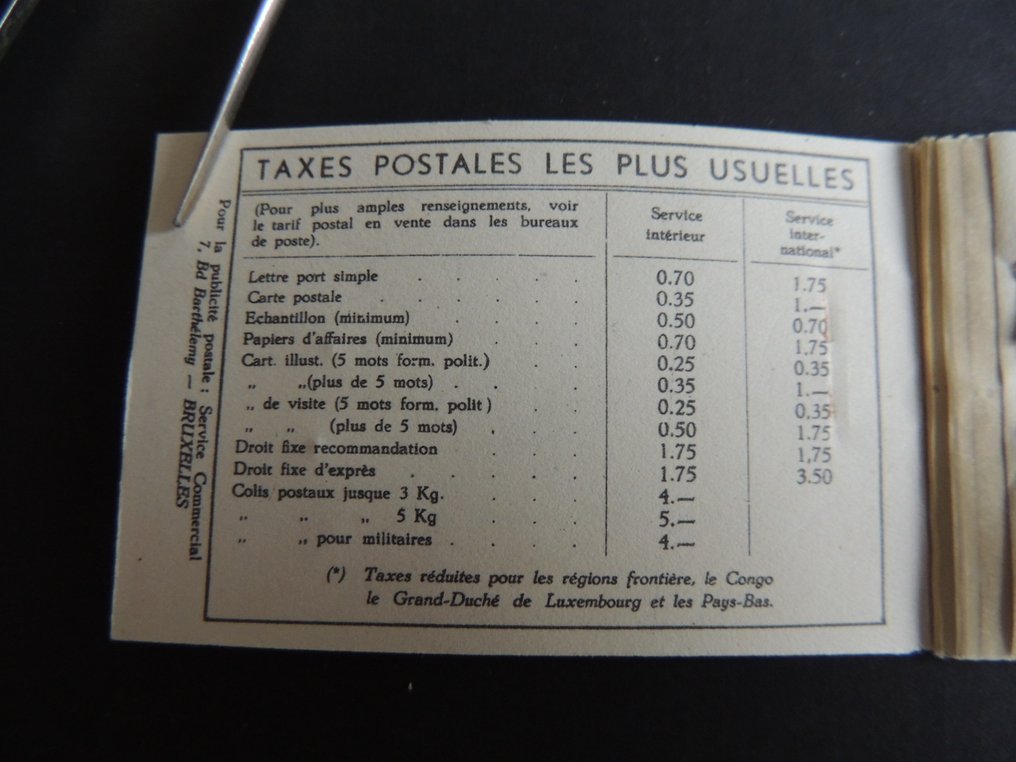 TAXES POSTALES LES PLUS USUELLES
(Pour plus amples renseignements, voir
le tarif postal en vente dans les bureaux
de poste).
Service
intérieur
Service
inter-
national*
Lettre port simple . . . . 0.70 1.75
Carte postale . . . . . 0.35 1.—
Echantillon (minimum) . . . . 0.50 0.70
Papiers d'affaires (minimum) . . . 0.70 1.75
Cart. illust. (5 mots form. polit.) . . 0.25 0.35
„ „(plus de 5 mots) . . . . 0.35 1.—
„ de visite (5 mots form. polit ) . . 0.25 0.35
„ „ (plus de 5 mots) . . . 0.50 1.75
Droit fixe recommandation . . . 1.75 1,75
Droit fixe d'exprès . . . . . 1.75 3.50
Colis postaux jusque 3 Kg. . . . 4.—
„ „ „ 5 Kg . . . 5.—
„ „ pour militaires . . . . 4.—
(*) Taxes réduites pour les régions frontière, le Congo
le Grand-Duché de Luxembourg et les Pays-Bas.
Pour la publicité postale : Service Commercial
7, Bd Barthélemy — BRUXELLES